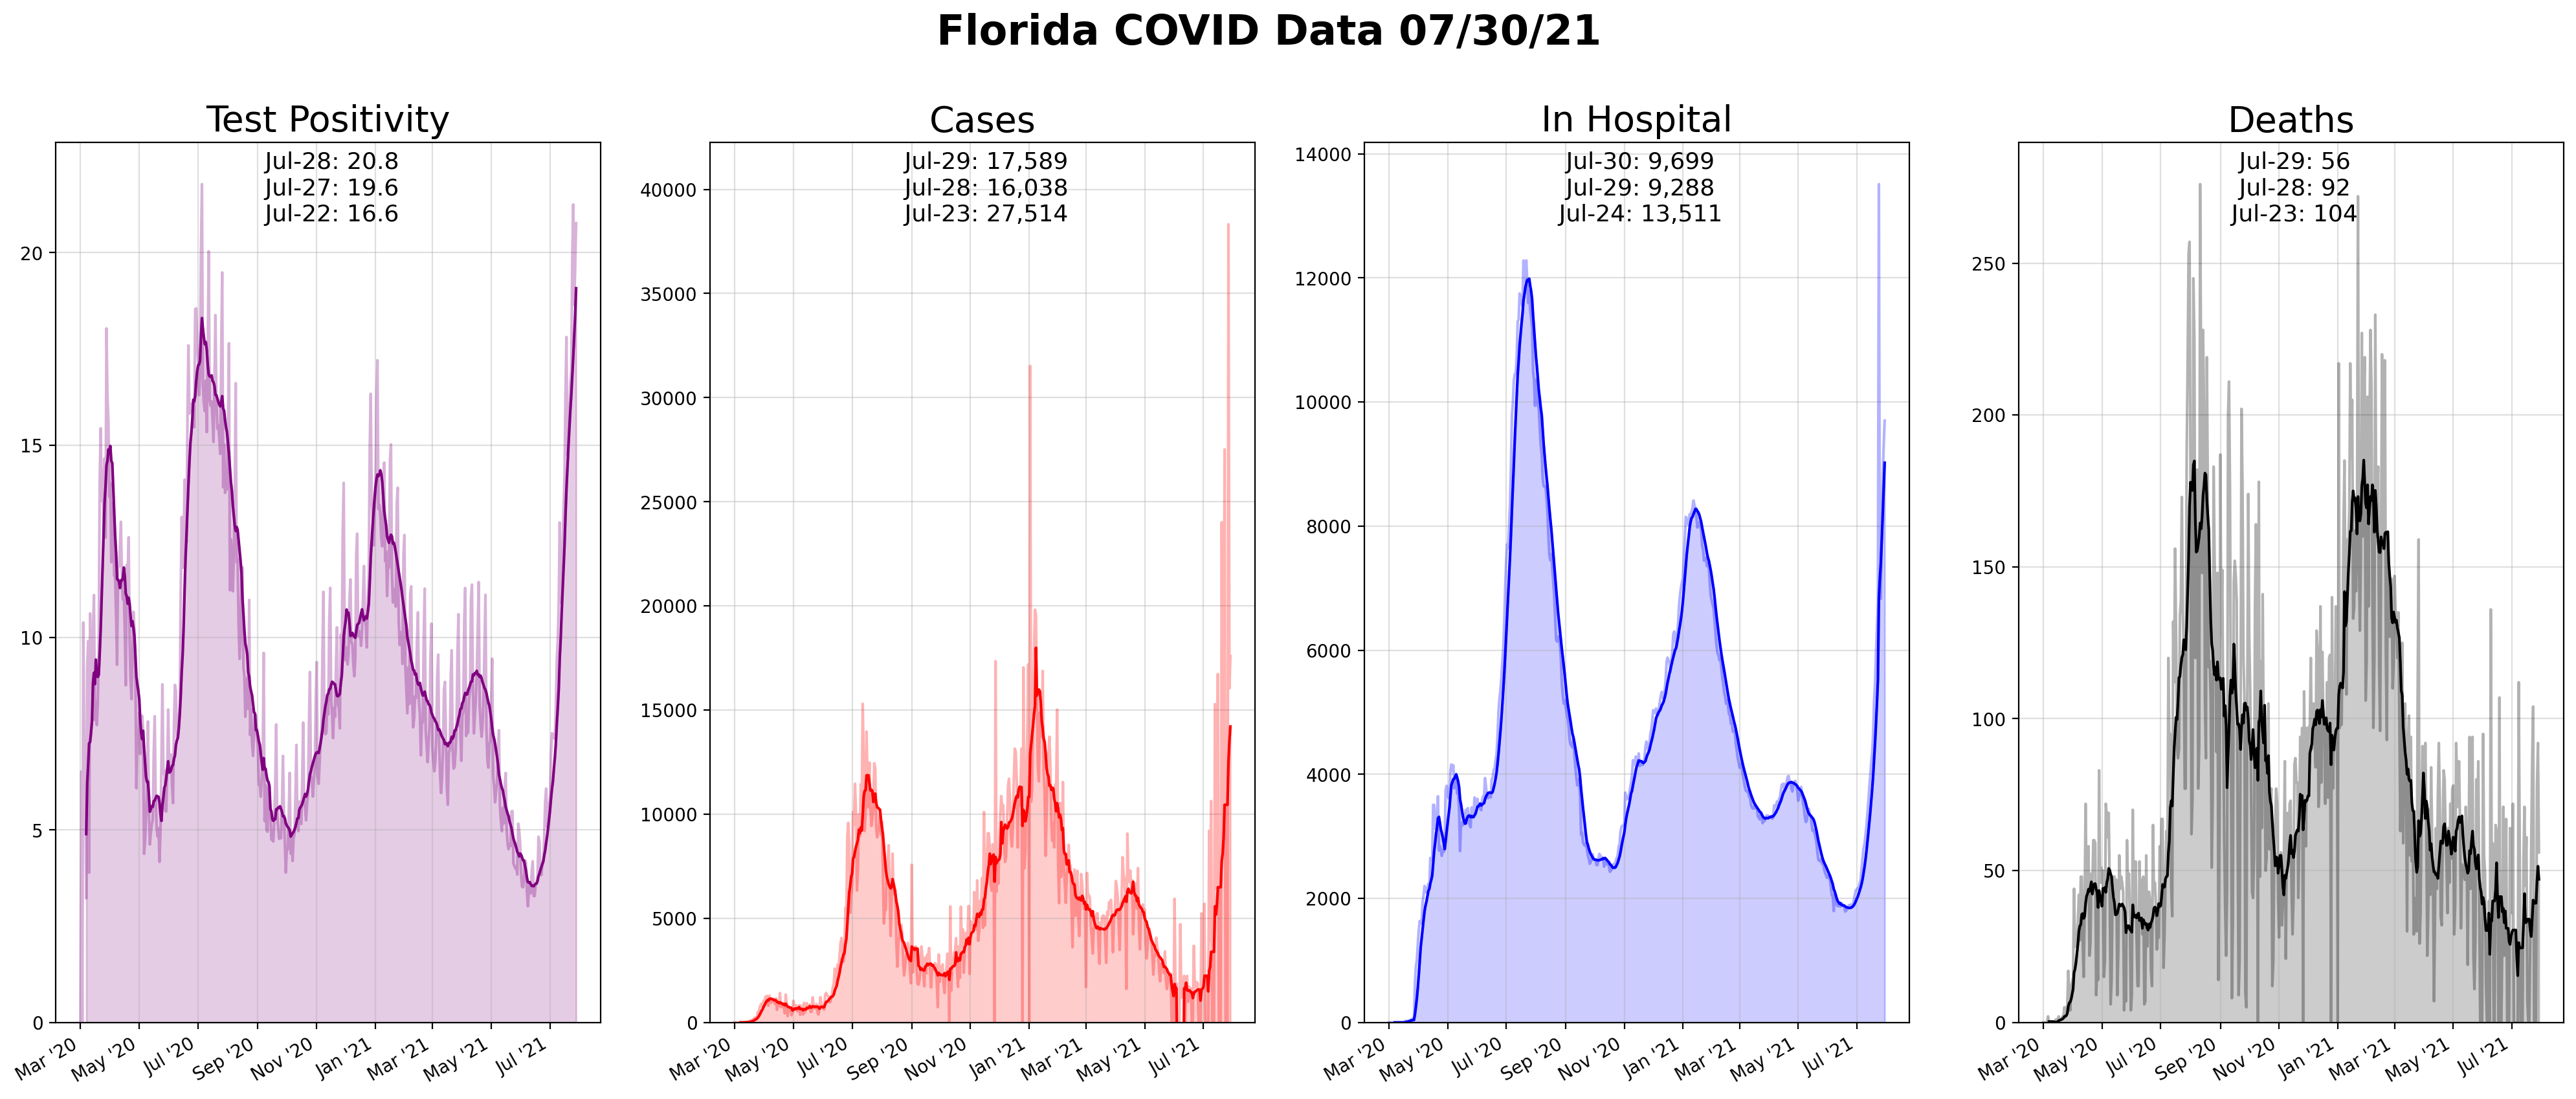 Florida COVID Data 07/30/21
Test Positivity
Jul-28: 20.8
Jul-27: 19.6
Jul-22: 16.6
20
15
10
5
0
Mar '20
May '20
Jul '20
Sep '20
Nov '20
Jan '21
Mar '21
May '21
Jul '21
Cases
Jul-29: 17,589
Jul-28: 16,038
Jul-23: 27,514
40000
35000
30000
25000
20000
15000
10000
5000
0
Mar '20
May '20
Jul '20
Sep '20
Nov '20
Jan '21
Mar '21
May '21
Jul '21
In Hospital
Jul-30: 9,699
Jul-29: 9,288
Jul-24: 13,511
14000
12000
10000
8000
6000
4000
2000
0
Mar '20
May '20
Jul '20
Sep '20
Nov '20
Jan '21
Mar '21
May '21
Jul '21
Deaths
Jul-29: 56
Jul-28: 92
Jul-23: 104
250
200
150
100
50
0
Mar '20
May '20
Jul '20
Sep '20
Nov '20
Jan '21
Mar '21
May '21
Jul '21